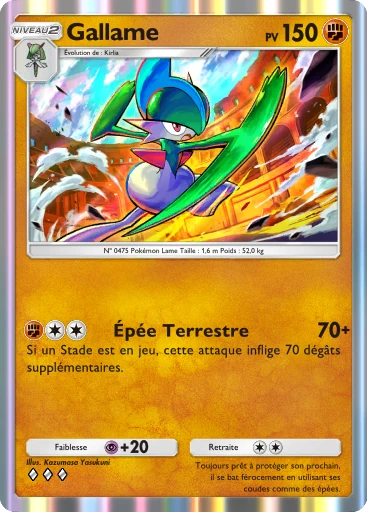 NIVEAU2
Gallame
PV 150
Évolution de : Kirlia.
N° 0475 Pokémon Lame Taille : 1,6 m Poids : 52,0 kg
Épée Terrestre 70+
Si un Stade est en jeu, cette attaque inflige 70 dégâts
supplémentaires.
Faiblesse +20
Retraite
Illus. Kazumasa Yasukuni
Toujours prêt à protéger son prochain,
il se bat férocement en utilisant ses
coudes comme des épées.